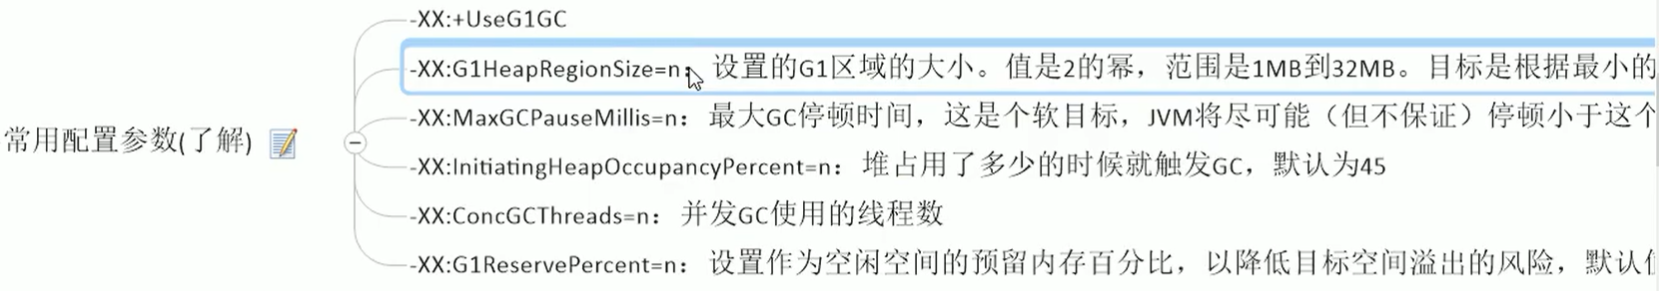 常用配置参数(了解)
-XX:+UseG1GC
-XX:G1HeapRegionSize=n：设置的G1区域的大小。值是2的幂，范围是1MB到32MB。目标是根据最小的
-XX:MaxGCPauseMillis=n：最大GC停顿时间，这是个软目标，JVM将尽可能（但不保证）停顿小于这个
-XX:InitiatingHeapOccupancyPercent=n：堆占用了多少的时候就触发GC，默认为45
-XX:ConcGCThreads=n：并发GC使用的线程数
-XX:G1ReservePercent=n：设置作为空闲空间的预留内存百分比，以降低目标空间溢出的风险，默认